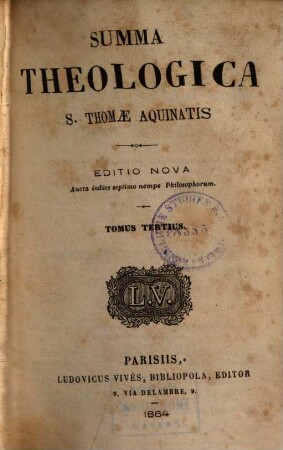 SUMMA
THEOLOGICA
S. THOMÆ AQUINATIS
EDITIO NOVA
Aucta indice septimo nempe Philosophorum.
TOMUS TERTIUS.
L.V.
PARISIIS,
LUDOVICUS VIVÈS, BIBLIOPOLA, EDITOR
9, VIA DELAMBRE, 9.
1864